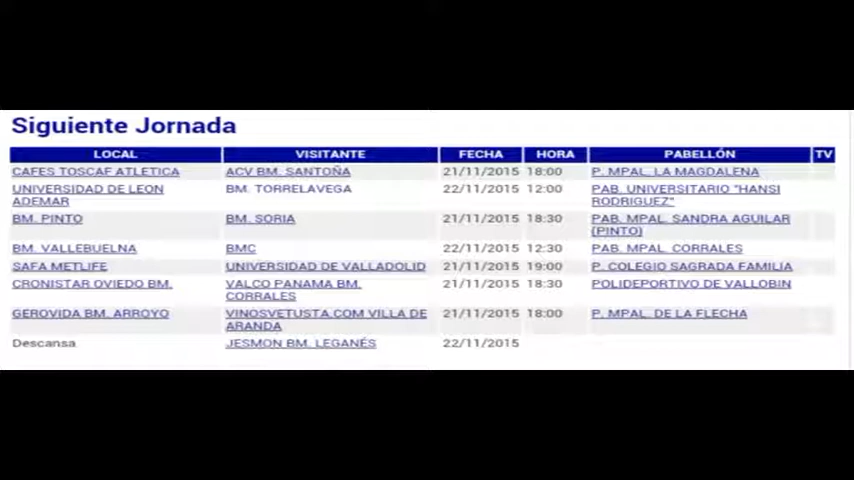 Siguiente Jornada
LOCAL VISITANTE FECHA HORA PABELLÓN TV
CAFES TOSCAF ATLETICA ACV BM. SANTOÑA 21/11/2015 18:00 P. MPAL. LA MAGDALENA
UNIVERSIDAD DE LEON BM. TORRELAVEGA 22/11/2015 12:00 PAB. UNIVERSITARIO "HANSI
ADEMAR RODRIGUEZ"
BM. PINTO BM. SORIA 21/11/2015 18:30 PAB. MPAL. SANDRA AGUILAR
(PINTO)
BM. VALLEBUELNA BMC 22/11/2015 12:30 PAB. MPAL. CORRALES
SAFA METLIFE UNIVERSIDAD DE VALLADOLID 21/11/2015 19:00 P. COLEGIO SAGRADA FAMILIA
CRONISTAR OVIEDO BM. VALCO PANAMA BM. 21/11/2015 18:30 POLIDEPORTIVO DE VALLOBIN
CORRALES
GEROVIDA BM. ARROYO VINOSVETUSTA.COM VILLA DE 21/11/2015 18:00 P. MPAL. DE LA FLECHA
ARANDA
Descansa JESMON BM. LEGANÉS 22/11/2015